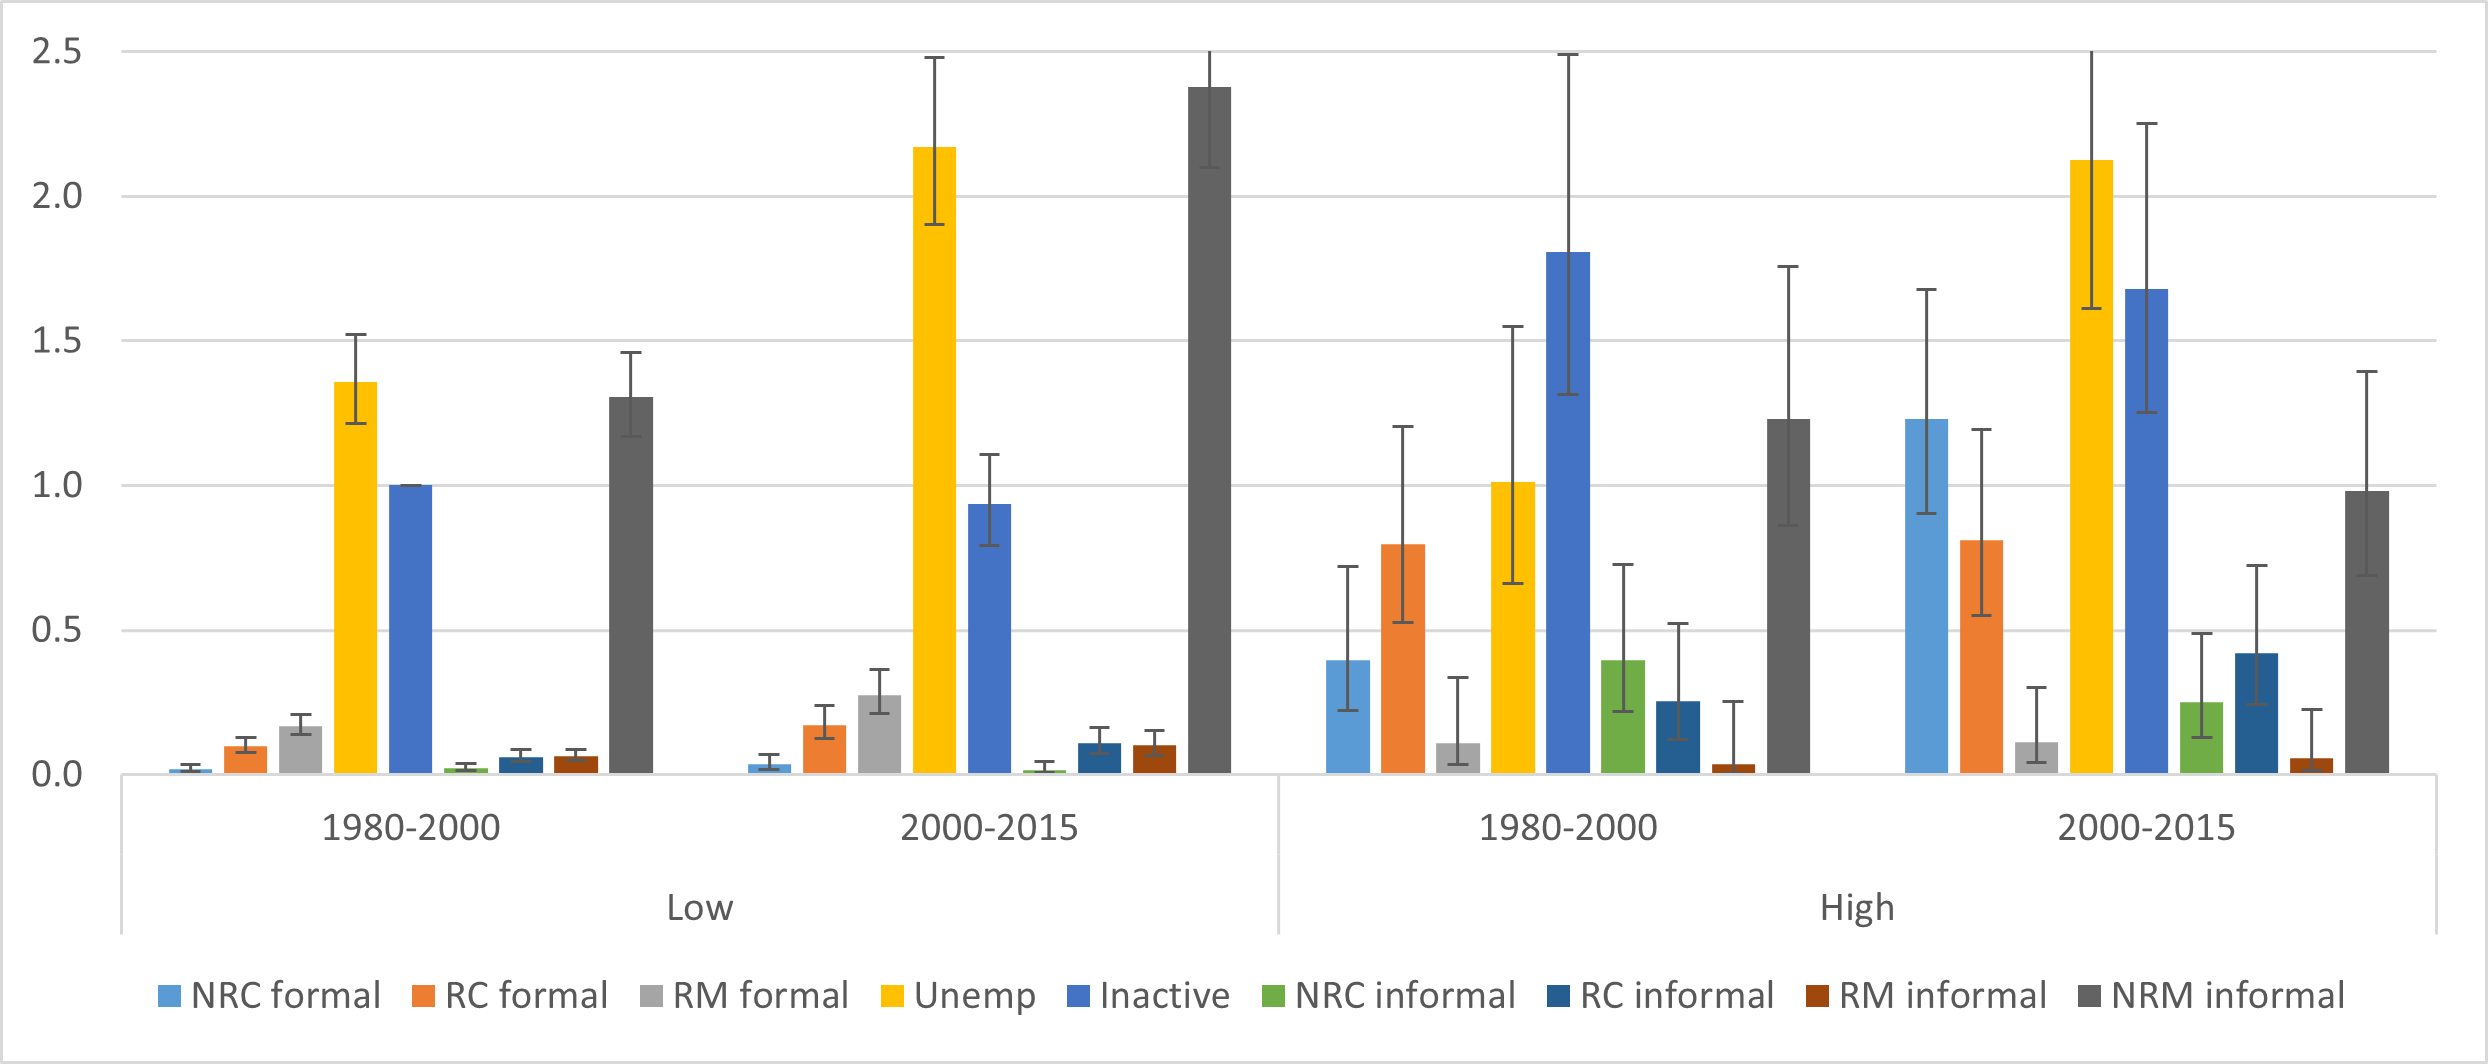 2.5
2.0
1.5
1.0
0.5
0.0
1980-2000 2000-2015 1980-2000 2000-2015
Low High
NRC formal RC formal RM formal Unemp Inactive NRC informal RC informal RM informal NRM informal